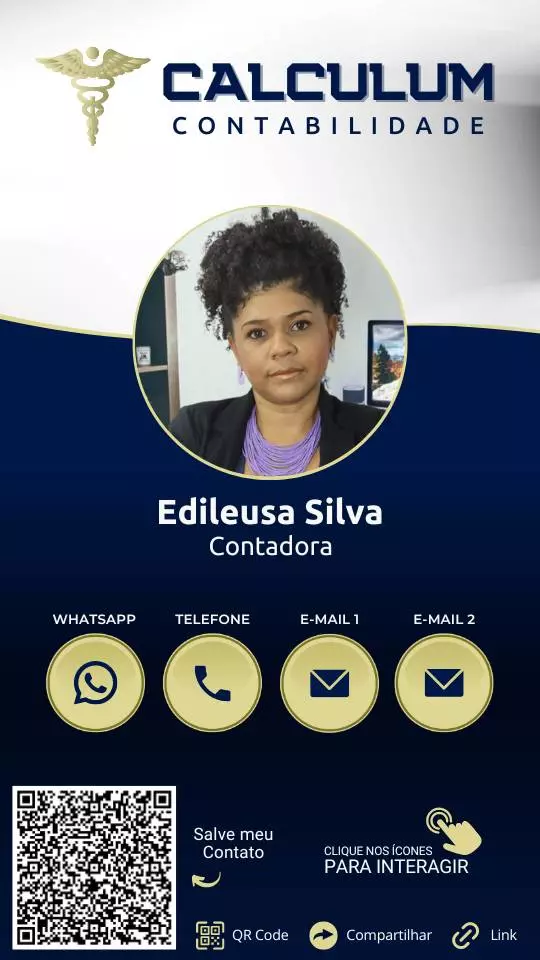 CALCULUM
CONTABILIDADE
Edileusa Silva
Contadora
WHATSAPP TELEFONE E-MAIL 1 E-MAIL 2
Salve meu
Contato
CLIQUE NOS ÍCONES
PARA INTERAGIR
QR Code Compartilhar Link